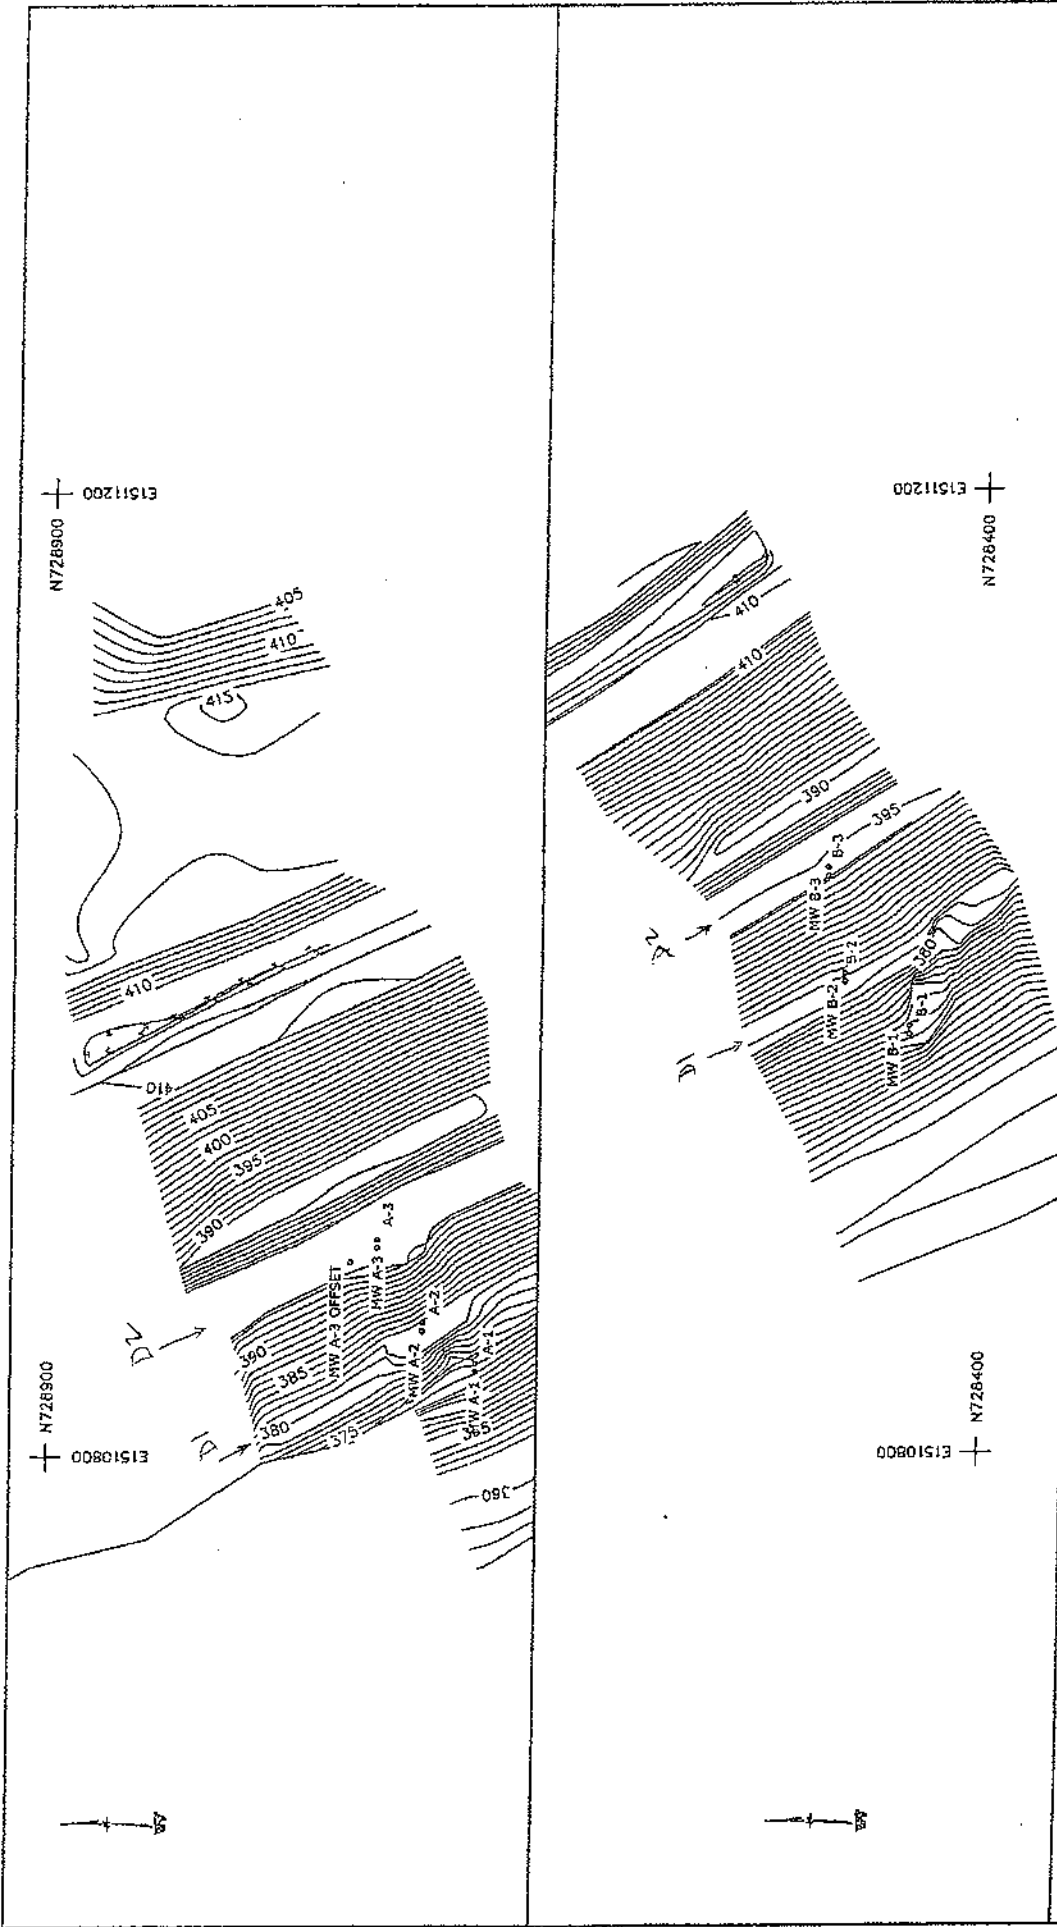 N728900
E1511200
405
410
415
410
410
405
400
395
390
D2
390
385
380
375
MW A-3 OFFSET
MW A-3
A-3
MW A-2
A-2
MW A-1
A-1
365
360
D1
N728900
E1510800
E1511200
N728400
410
410
390
395
D2
MW B-3
B-3
MW B-2
B-2
D1
380
MW B-1
B-1
E1510800
N728400